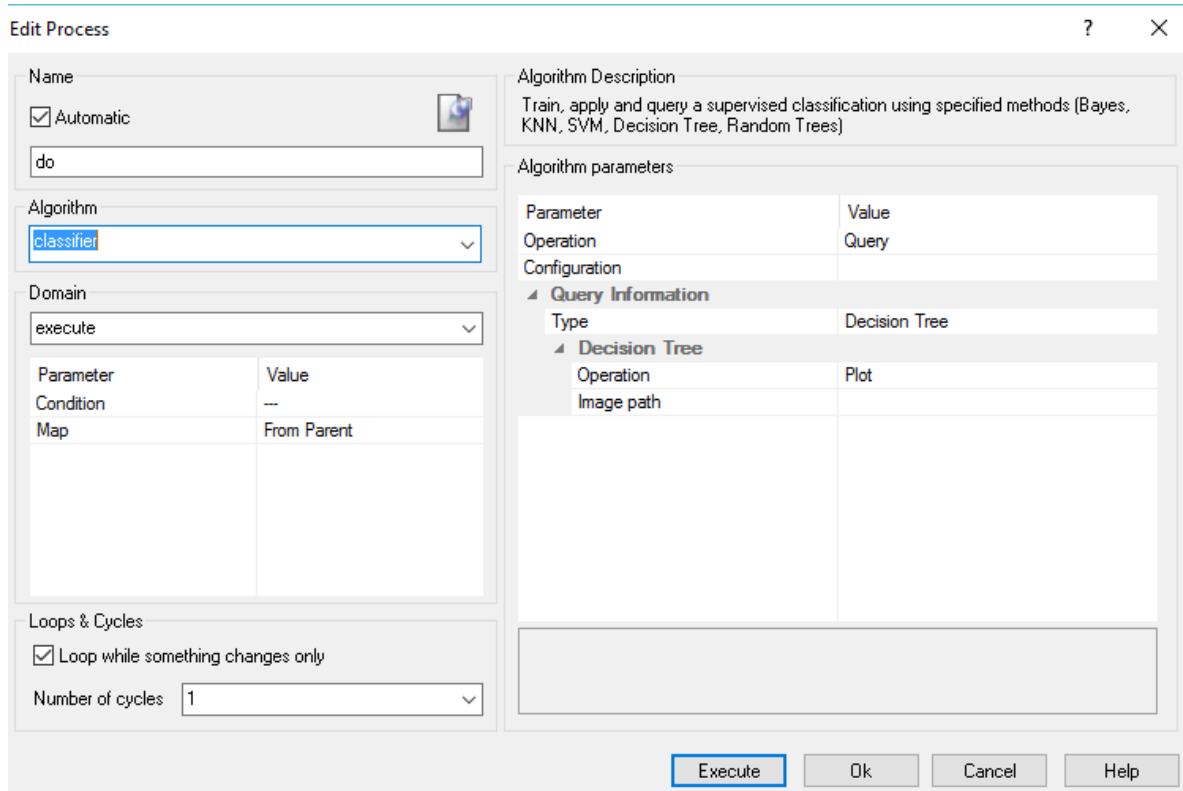 Edit Process
?
Name
Automatic
do
Algorithm
classifier
Domain
execute
Parameter Value
Condition ---
Map From Parent
Loops & Cycles
Loop while something changes only
Number of cycles 1
Algorithm Description
Train, apply and query a supervised classification using specified methods (Bayes,
KNN, SVM, Decision Tree, Random Trees)
Algorithm parameters
Parameter Value
Operation Query
Configuration
Query Information
Type Decision Tree
Decision Tree
Operation Plot
Image path
Execute Ok Cancel Help